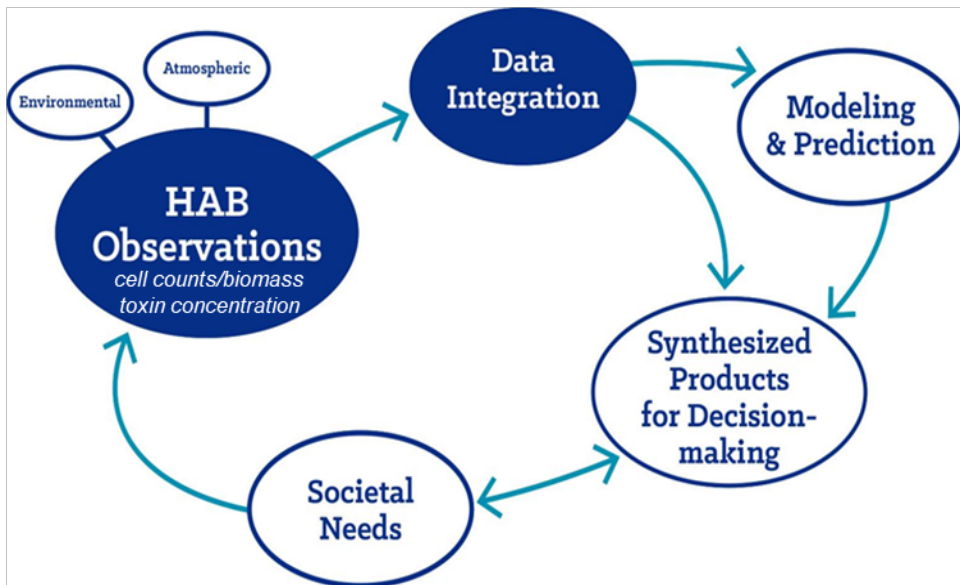 Environmental
Atmospheric
HAB
Observations
cell counts/biomass
toxin concentration
Data
Integration
Modeling
& Prediction
Synthesized
Products
for Decision-
making
Societal
Needs